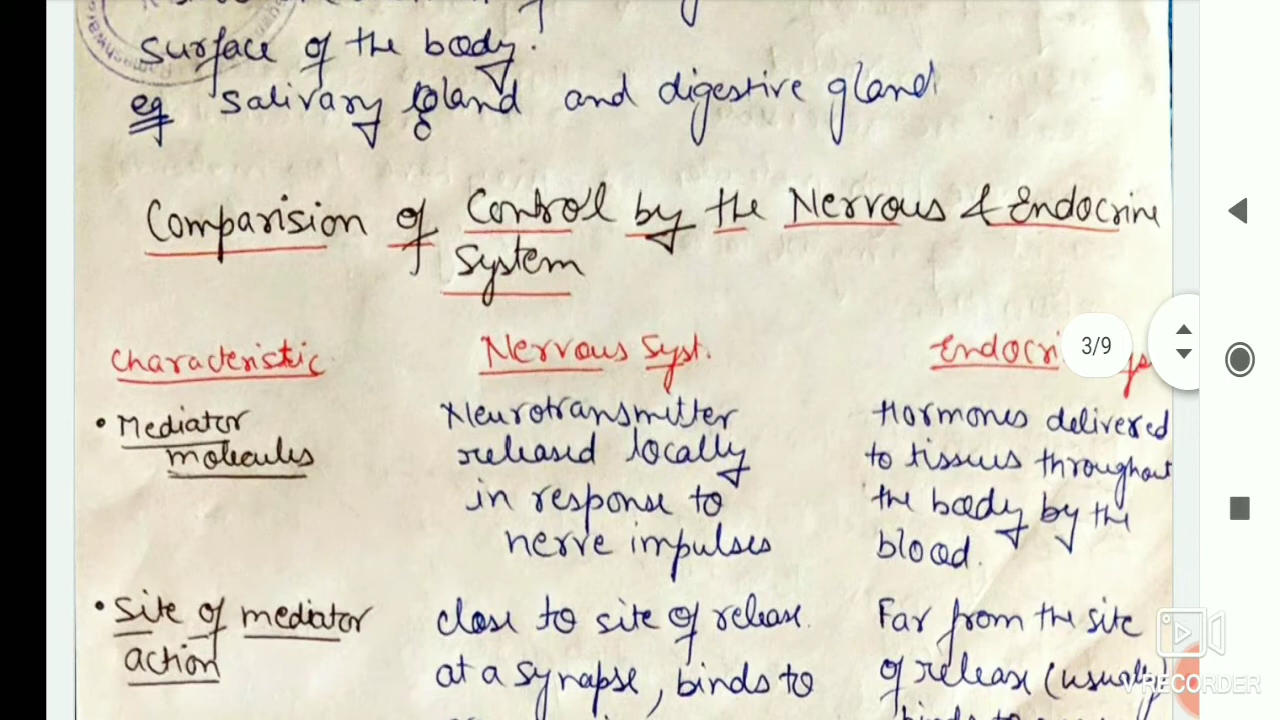 surface of the body.
eg salivary gland and digestive gland
Comparision of Control by the Nervous & Endocrine
System
Characteristic Nervous Syst. Endocri
3/9
• Mediator molecules
Neurotransmitter
released locally
in response to
nerve impulses
Hormones delivered
to tissues throughout
the body by the
blood.
• Site of mediator
action
close to site of release
at a synapse, binds to
Far from the site
of release (usually)
binds to
V RECORDER